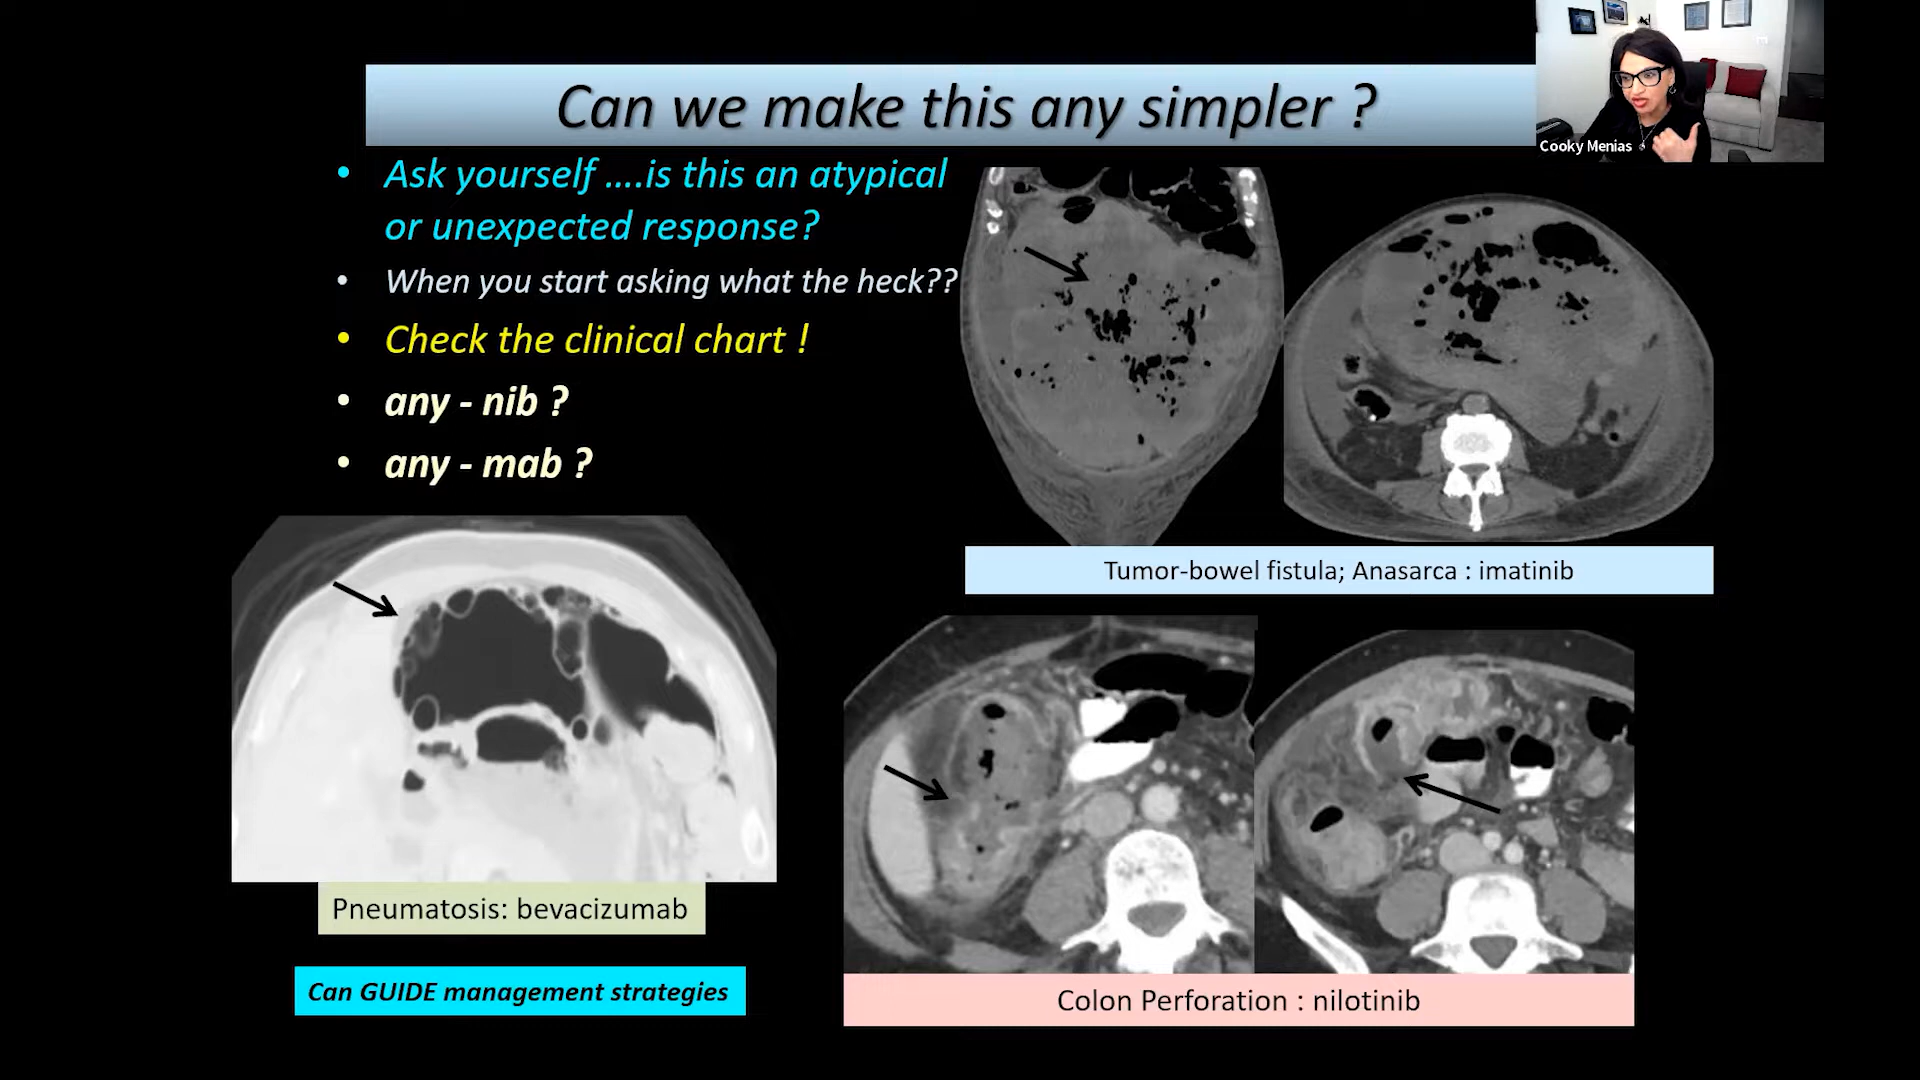 Can we make this any simpler ?
Cooky Menias
• Ask yourself ....is this an atypical
or unexpected response?
• When you start asking what the heck??
• Check the clinical chart !
• any - nib ?
• any - mab ?
Tumor-bowel fistula; Anasarca : imatinib
Pneumatosis: bevacizumab
Can GUIDE management strategies
Colon Perforation : nilotinib